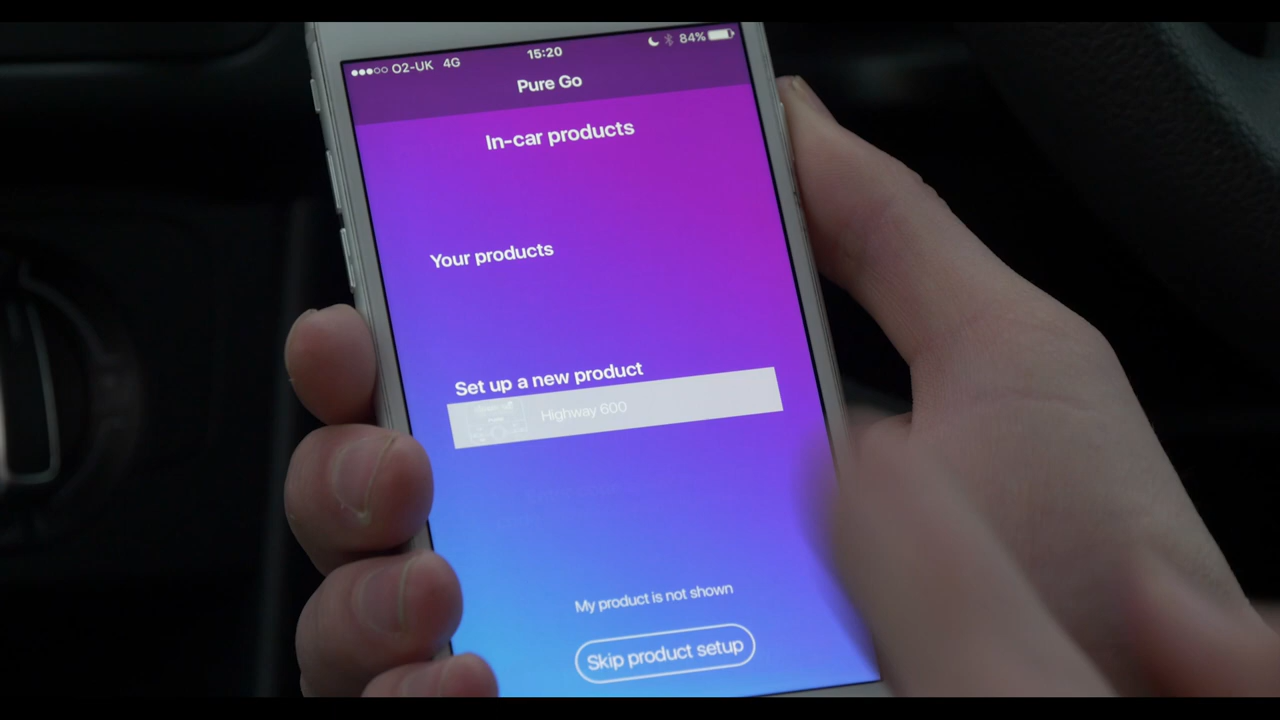 O2-UK 4G 15:20 84%
Pure Go
In-car products
Your products
Set up a new product
Highway 600
My product is not shown
Skip product setup